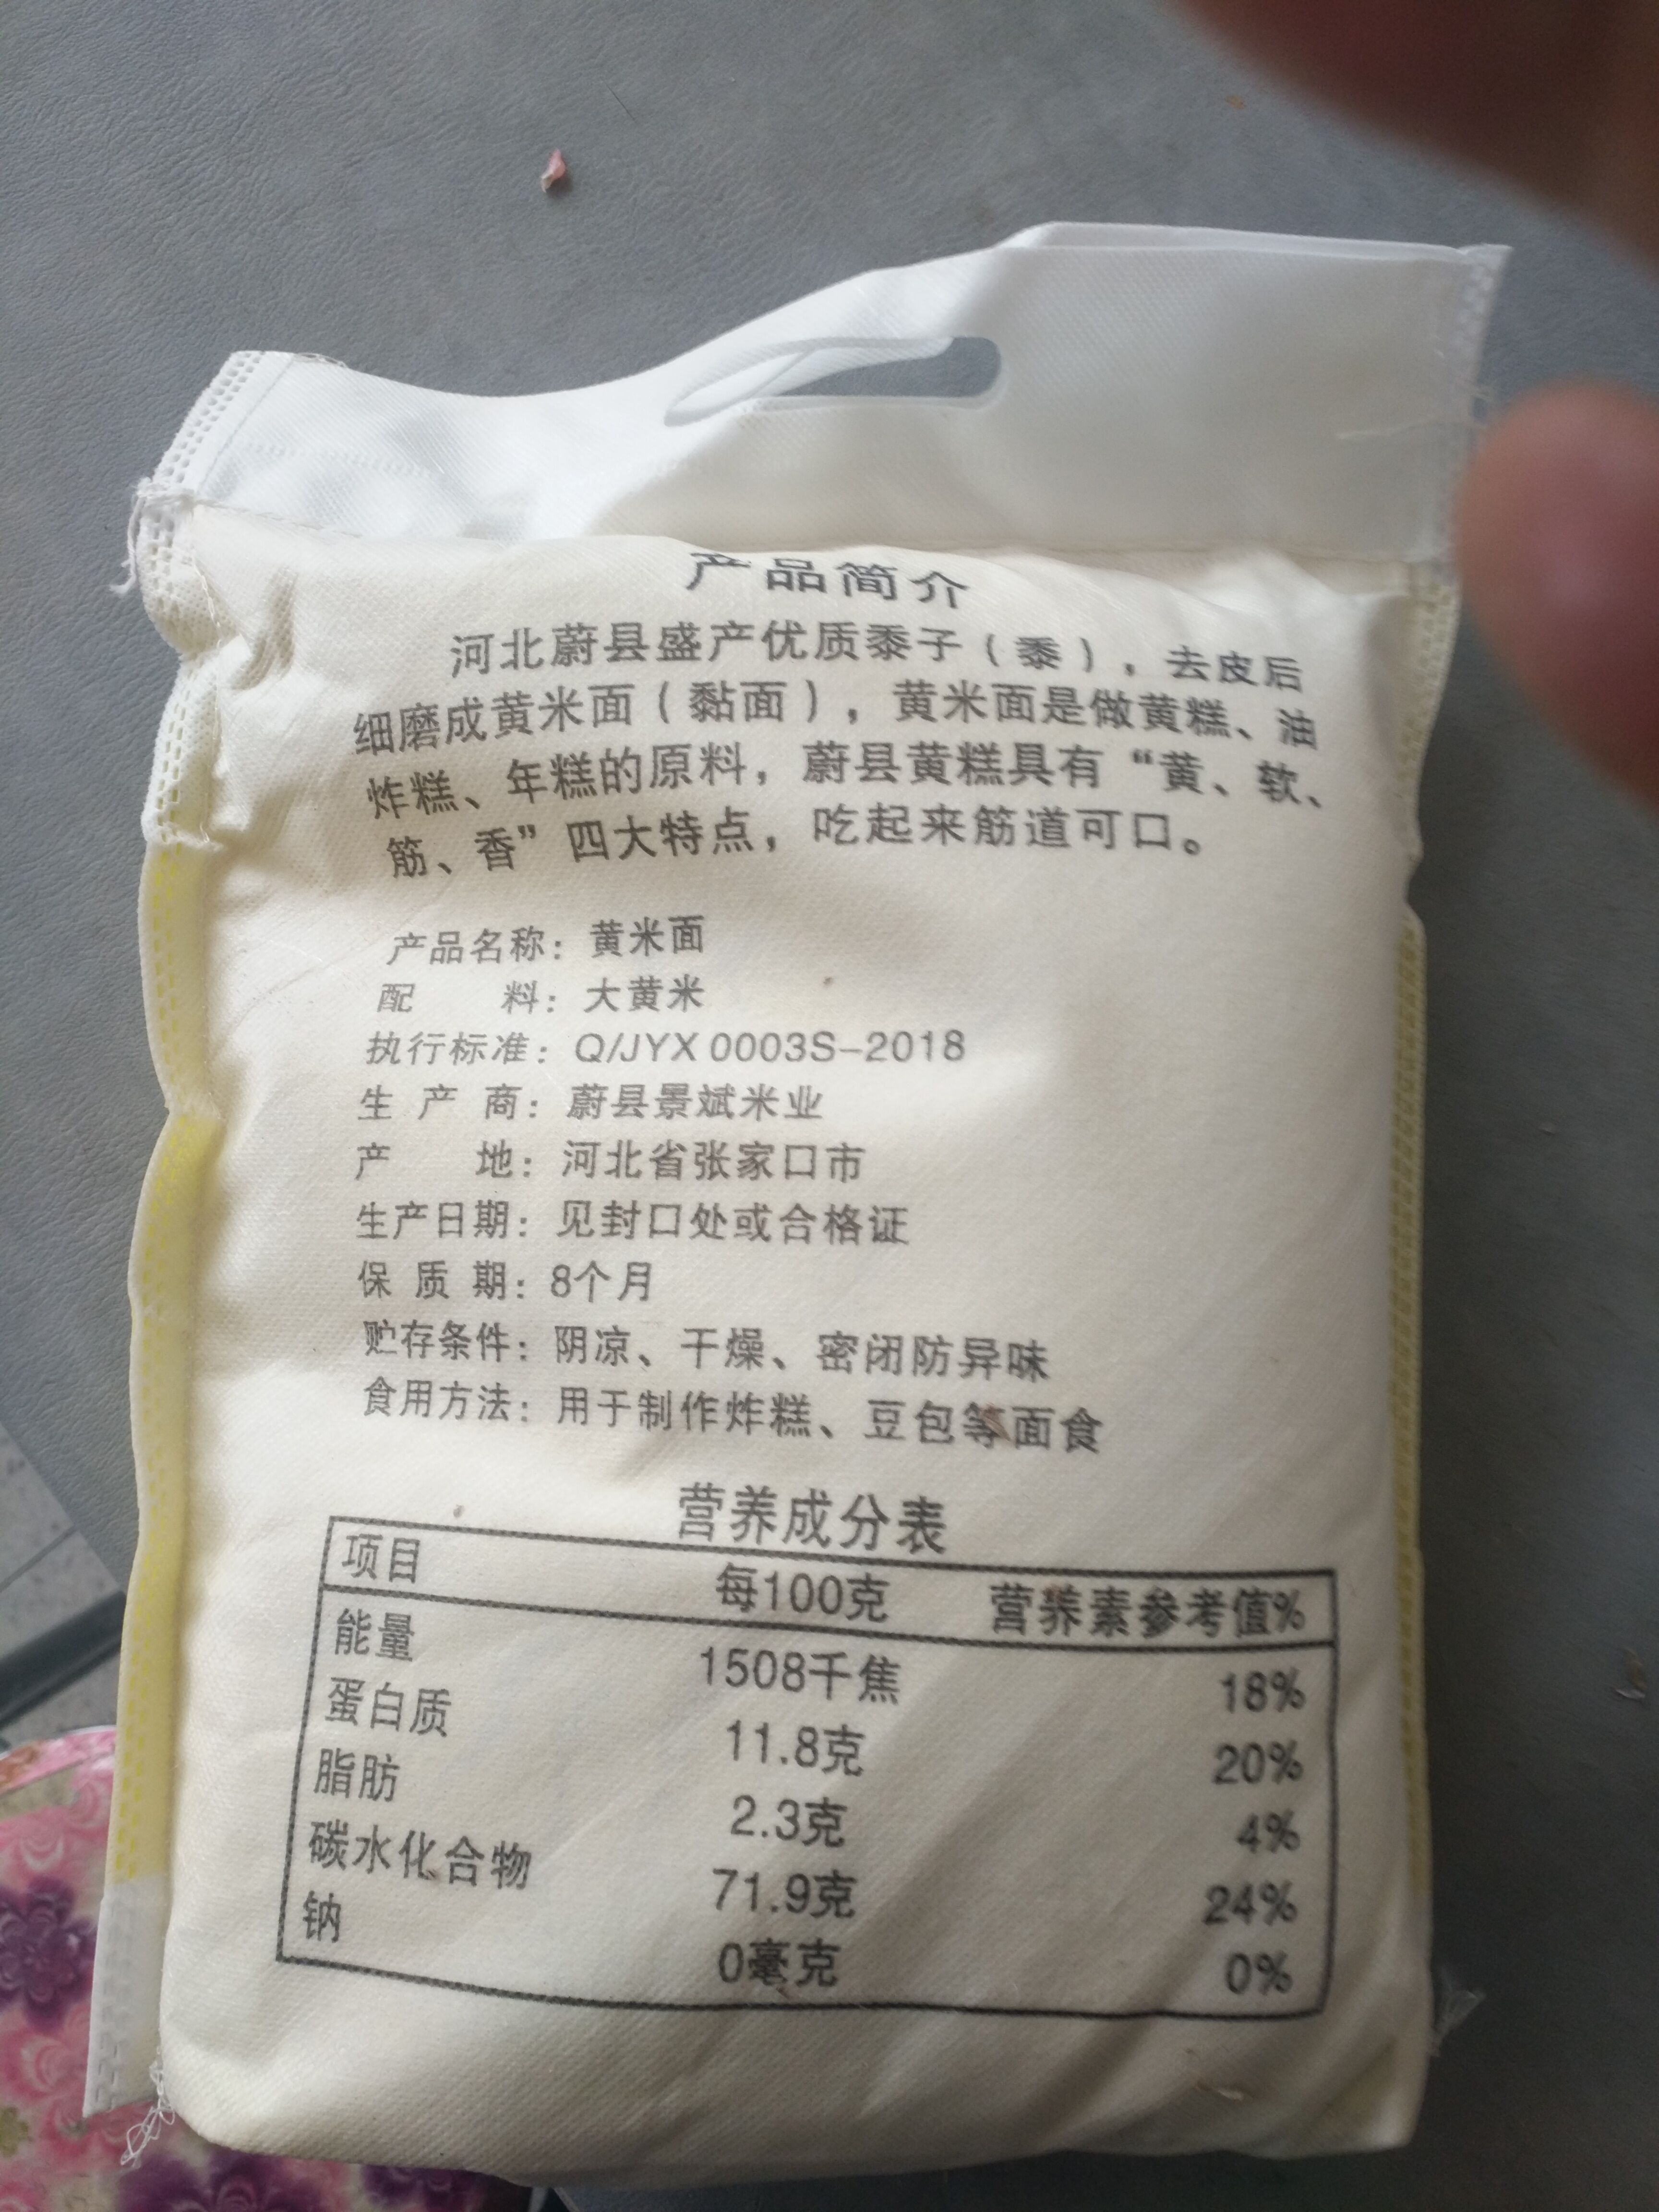 产品简介
河北蔚县盛产优质黍子（黍），去皮后
细磨成黄米面（黏面），黄米面是做黄糕、油
炸糕、年糕的原料，蔚县黄糕具有“黄、软、
筋、香”四大特点，吃起来筋道可口。
产品名称：黄米面
配 料：大黄米
执行标准：Q/JYX 0003S-2018
生产商：蔚县景斌米业
产 地：河北省张家口市
生产日期：见封口处或合格证
保质期：8个月
贮存条件：阴凉、干燥、密闭防异味
食用方法：用于制作炸糕、豆包等面食
营养成分表
项目 每100克 营养素参考值%
能量 1508千焦 18%
蛋白质 11.8克 20%
脂肪 2.3克 4%
碳水化合物 71.9克 24%
钠 0毫克 0%